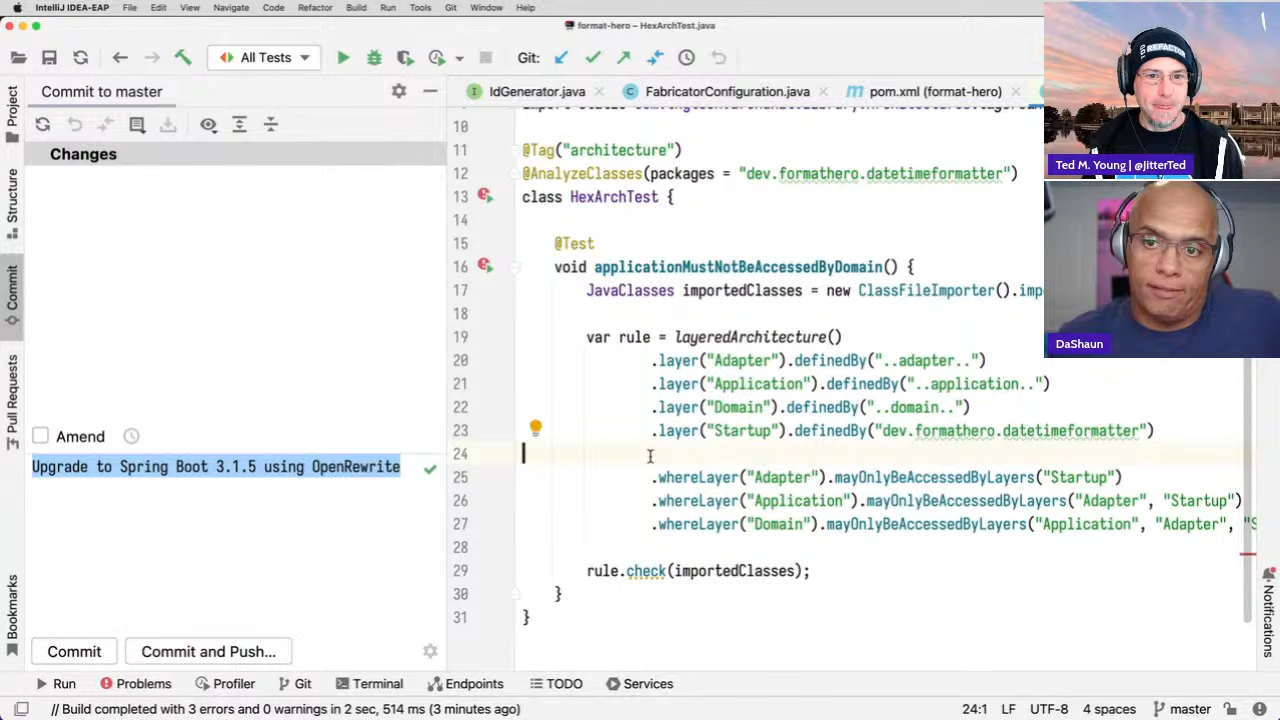 IntelliJ IDEA-EAP File Edit View Navigate Code Refactor Build Run Tools Git Window Help
format-hero – HexArchTest.java
All Tests
Git:
Project
Structure
Commit
Pull Requests
Bookmarks
Commit to master
Changes
Amend
Upgrade to Spring Boot 3.1.5 using OpenRewrite
Commit
Commit and Push...
IdGenerator.java
FabricatorConfiguration.java
pom.xml (format-hero)
10
11 @Tag("architecture")
12 @AnalyzeClasses(packages = "dev.formathero.datetimeformatter")
13 class HexArchTest {
14
15 @Test
16 void applicationMustNotBeAccessedByDomain() {
17 JavaClasses importedClasses = new ClassFileImporter().imp
18
19 var rule = layeredArchitecture()
20 .layer("Adapter").definedBy("..adapter..")
21 .layer("Application").definedBy("..application..")
22 .layer("Domain").definedBy("..domain..")
23 .layer("Startup").definedBy("dev.formathero.datetimeformatter")
24
25 .whereLayer("Adapter").mayOnlyBeAccessedByLayers("Startup")
26 .whereLayer("Application").mayOnlyBeAccessedByLayers("Adapter", "Startup")
27 .whereLayer("Domain").mayOnlyBeAccessedByLayers("Application", "Adapter", "S
28
29 rule.check(importedClasses);
30 }
31 }
REFACTOR
Ted M. Young | @JitterTed
DaShaun
Notifications
Run Problems Profiler Git Terminal Endpoints TODO Services
// Build completed with 3 errors and 0 warnings in 2 sec, 514 ms (3 minutes ago)
24:1 LF UTF-8 4 spaces master